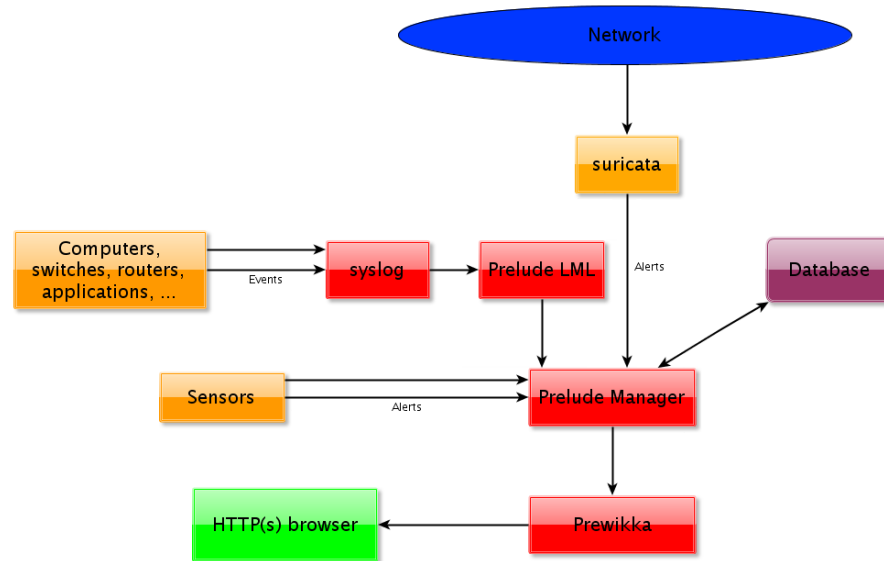 Network
suricata
Computers,
switches, routers,
applications, ...
Events
syslog
Prelude LML
Alerts
Database
Sensors
Alerts
Prelude Manager
HTTP(s) browser
Prewikka